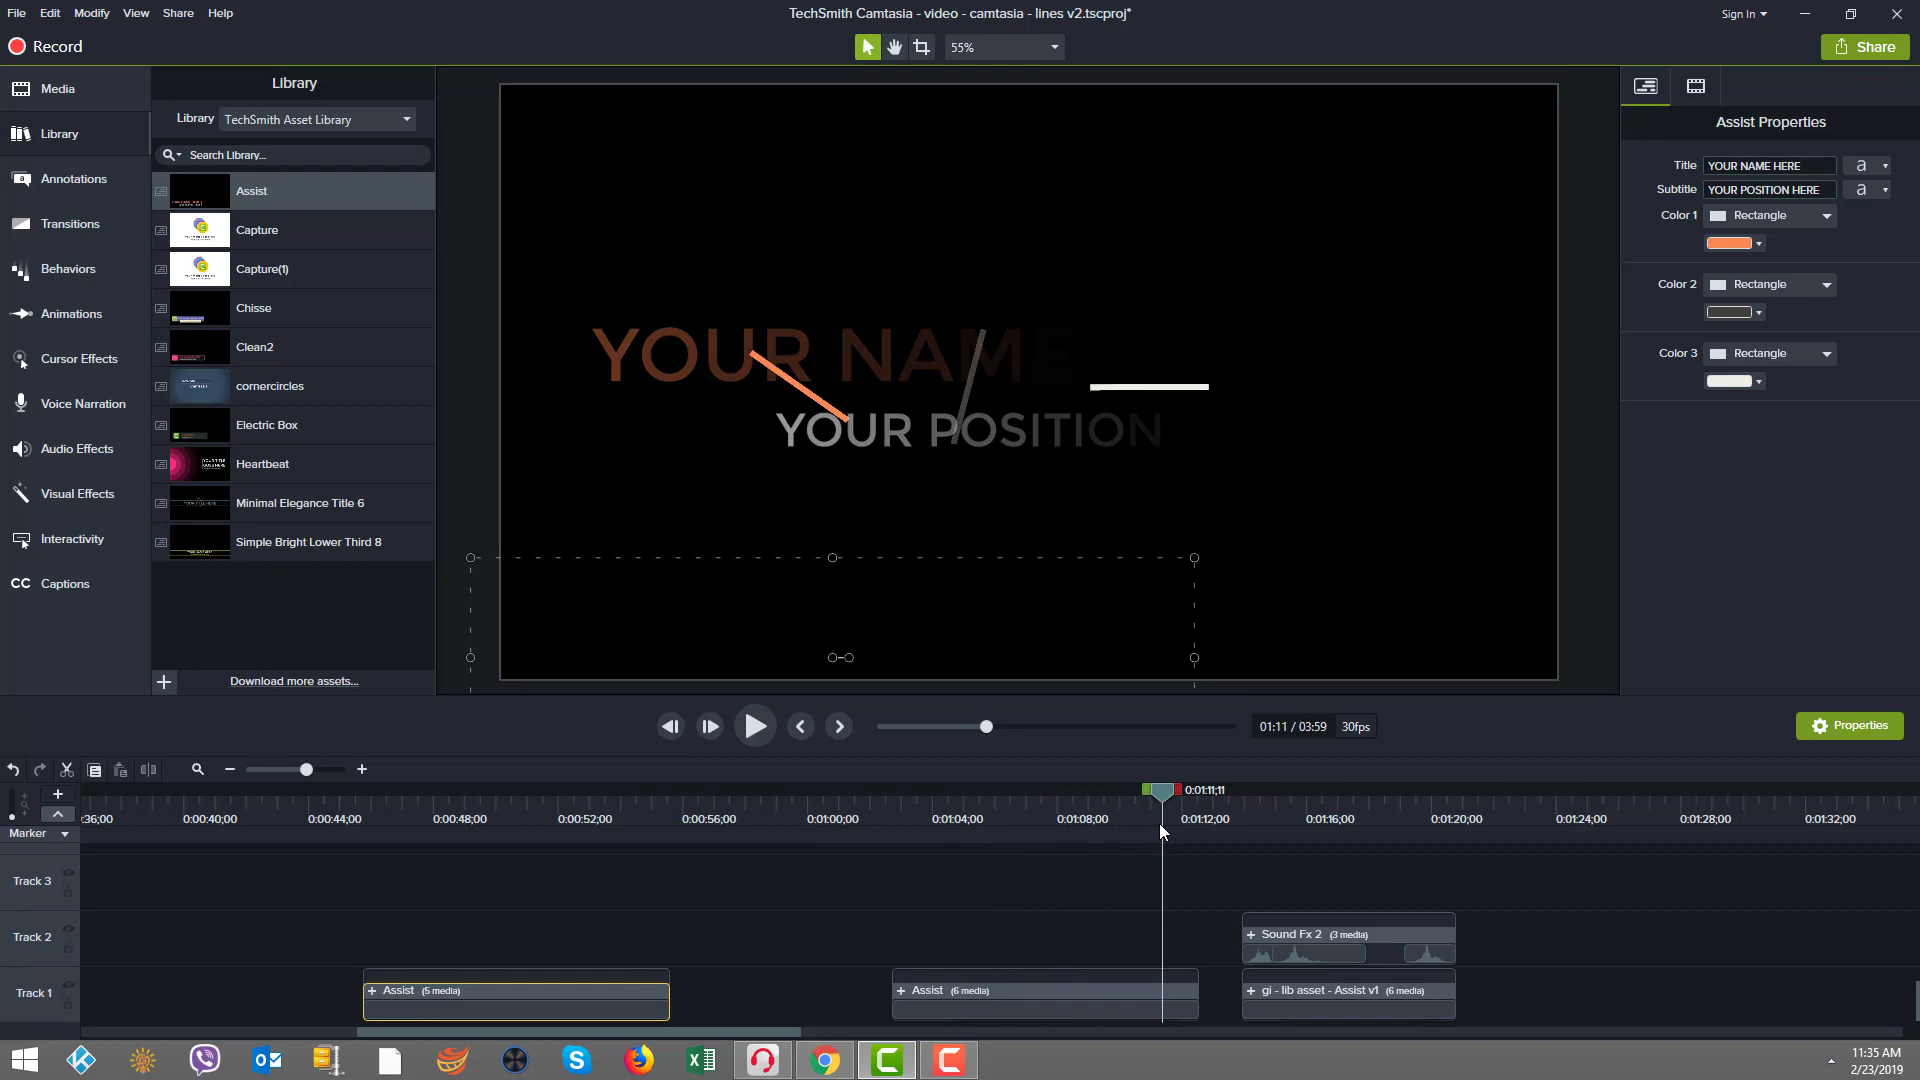 File Edit Modify View Share Help
TechSmith Camtasia - video - camtasia - lines v2.tscproj*
Sign In
Record
55%
Share
Media
Library
Annotations
Transitions
Behaviors
Animations
Cursor Effects
Voice Narration
Audio Effects
Visual Effects
Interactivity
CC Captions
Library
Library TechSmith Asset Library
Search Library...
Assist
Capture
Capture(1)
Chisse
Clean2
cornercircles
Electric Box
Heartbeat
Minimal Elegance Title 6
Simple Bright Lower Third 8
Download more assets...
YOUR NAME
YOUR POSITION
Assist Properties
Title YOUR NAME HERE a
Subtitle YOUR POSITION HERE a
Color 1 Rectangle
Color 2 Rectangle
Color 3 Rectangle
01:11 / 03:59 30fps
Properties
0:01:11;11
:36;00 0:00:40;00 0:00:44;00 0:00:48;00 0:00:52;00 0:00:56;00 0:01:00;00 0:01:04;00 0:01:08;00 0:01:12;00 0:01:16;00 0:01:20;00 0:01:24;00 0:01:28;00 0:01:32;00
Marker
Track 3
Track 2
Sound Fx 2 (3 media)
Track 1
Assist (5 media)
Assist (6 media)
gi - lib asset - Assist v1 (6 media)
11:35 AM
2/23/2019